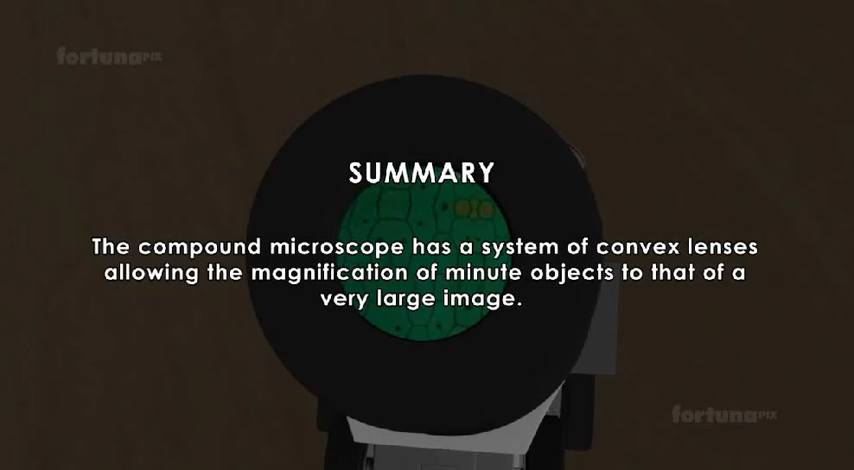 fortunaPIX
SUMMARY
The compound microscope has a system of convex lenses
allowing the magnification of minute objects to that of a
very large image.
fortunaPIX